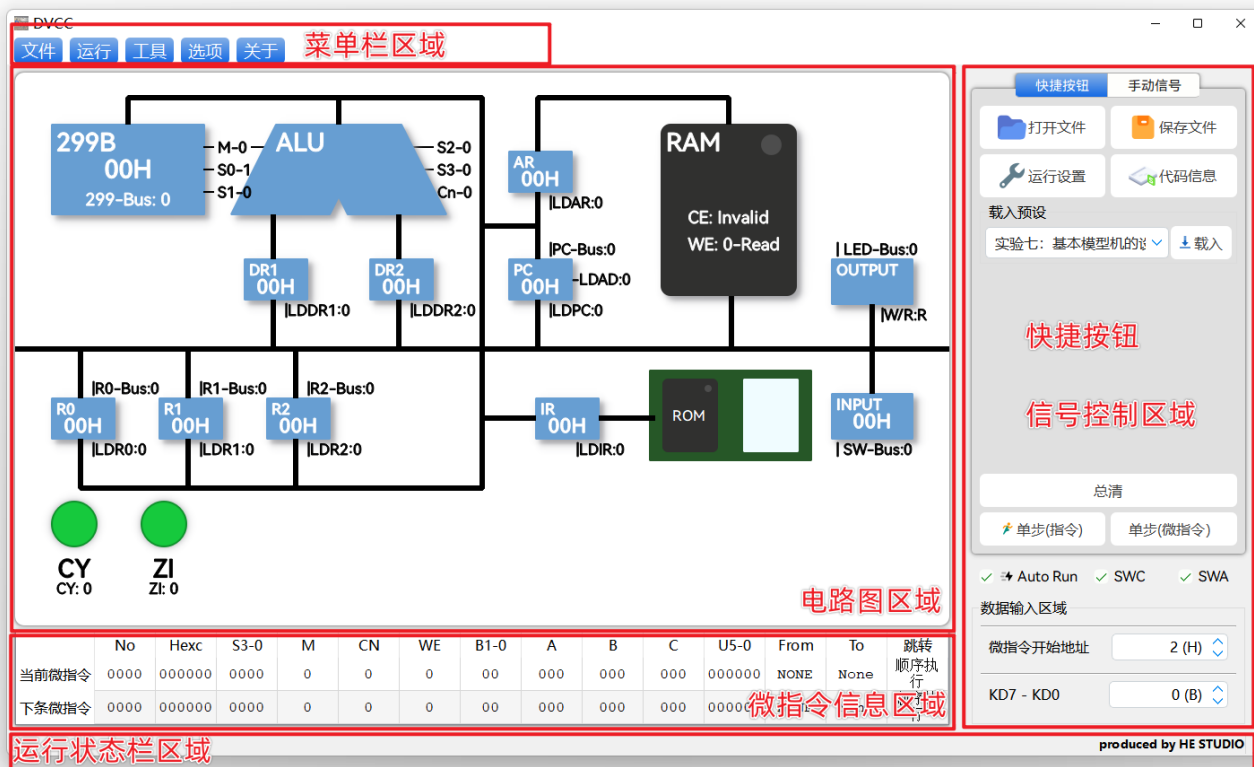 DVCC
文件 运行 工具 选项 关于 菜单栏区域
快捷按钮 手动信号
打开文件 保存文件
运行设置 代码信息
载入预设
实验七：基本模型机的 载入
快捷按钮
信号控制区域
总清
单步(指令) 单步(微指令)
Auto Run SWC SWA
数据输入区域
微指令开始地址 2 (H)
KD7 - KD0 0 (B)
299B
00H
299-Bus: 0
M-0
S0-1
S1-0
ALU
S2-0
S3-0
Cn-0
AR
00H
LDAR:0
RAM
CE: Invalid
WE: 0-Read
DR1
00H
LDDR1:0
DR2
00H
LDDR2:0
PC-Bus:0
PC
00H
-LDAD:0
LDPC:0
LED-Bus:0
OUTPUT
W/R:R
R0-Bus:0
R0
00H
LDR0:0
R1-Bus:0
R1
00H
LDR1:0
R2-Bus:0
R2
00H
LDR2:0
IR
00H
LDIR:0
ROM
INPUT
00H
SW-Bus:0
CY
CY: 0
ZI
ZI: 0
电路图区域
No Hexc S3-0 M CN WE B1-0 A B C U5-0 From To 跳转
当前微指令 0000 000000 0000 0 0 0 00 000 000 000 000000 NONE None 顺序执行
下条微指令 0000 000000 0000 0 0 0 00 000 000 000
微指令信息区域
运行状态栏区域
produced by HE STUDIO